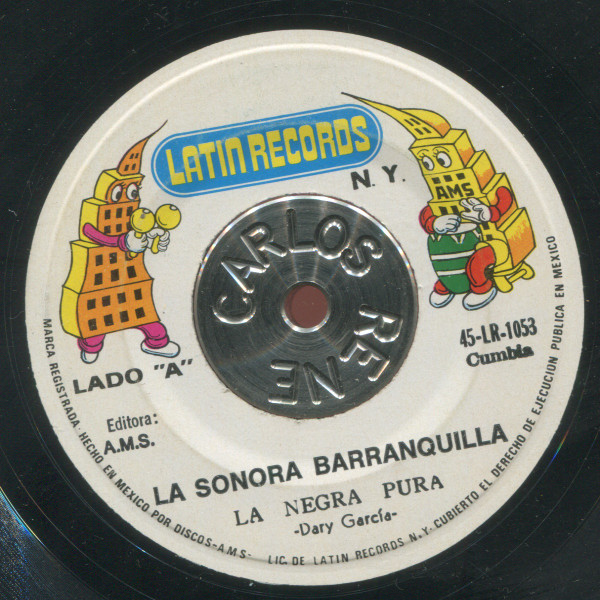 LATIN RECORDS
N. Y.
AMS
CARLOS RENE
45-LR-1053
Cumbia
LADO "A"
Editora:
A.M.S.
LA SONORA BARRANQUILLA
LA NEGRA PURA
-Dary García-
MARCA REGISTRADA·HECHO EN MEXICO POR DISCOS-AMS- LIC. DE LATIN RECORDS N.Y. CUBIERTO EL DERECHO DE EJECUCION PUBLICA EN MEXICO